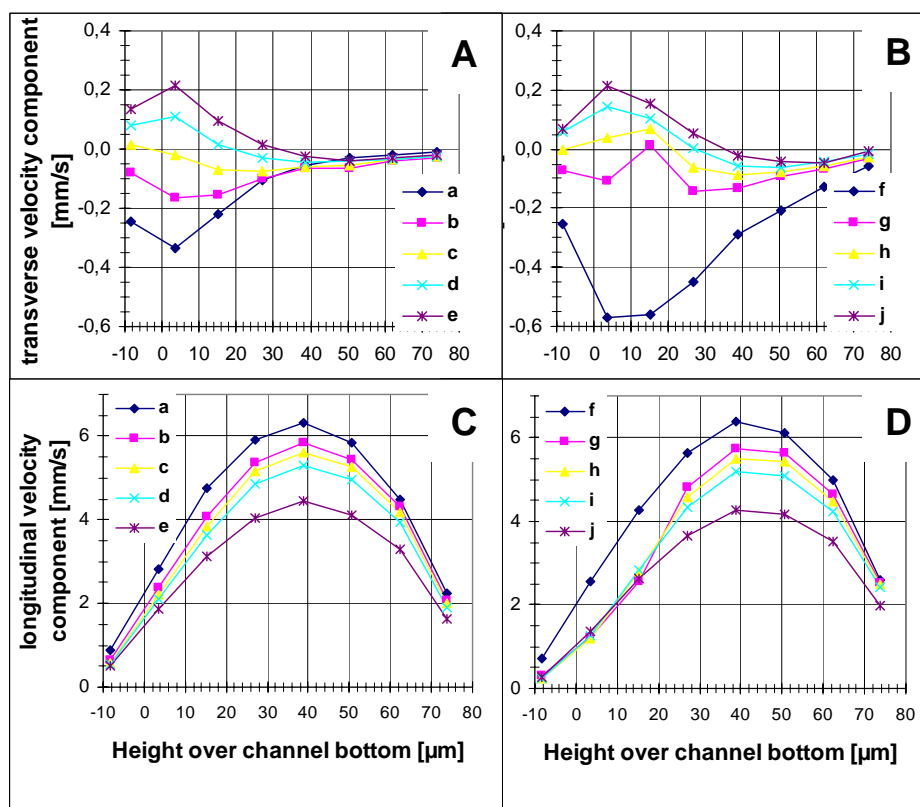 transverse velocity component
[mm/s]
A
0,4
0,2
0,0
-0,2
-0,4
-0,6
-10 0 10 20 30 40 50 60 70 80
a
b
c
d
e
B
0,4
0,2
0,0
-0,2
-0,4
-0,6
-10 0 10 20 30 40 50 60 70 80
f
g
h
i
j
longitudinal velocity
component [mm/s]
C
6
4
2
0
-10 0 10 20 30 40 50 60 70 80
a
b
c
d
e
Height over channel bottom [µm]
D
6
4
2
0
-10 0 10 20 30 40 50 60 70 80
f
g
h
i
j
Height over channel bottom [µm]